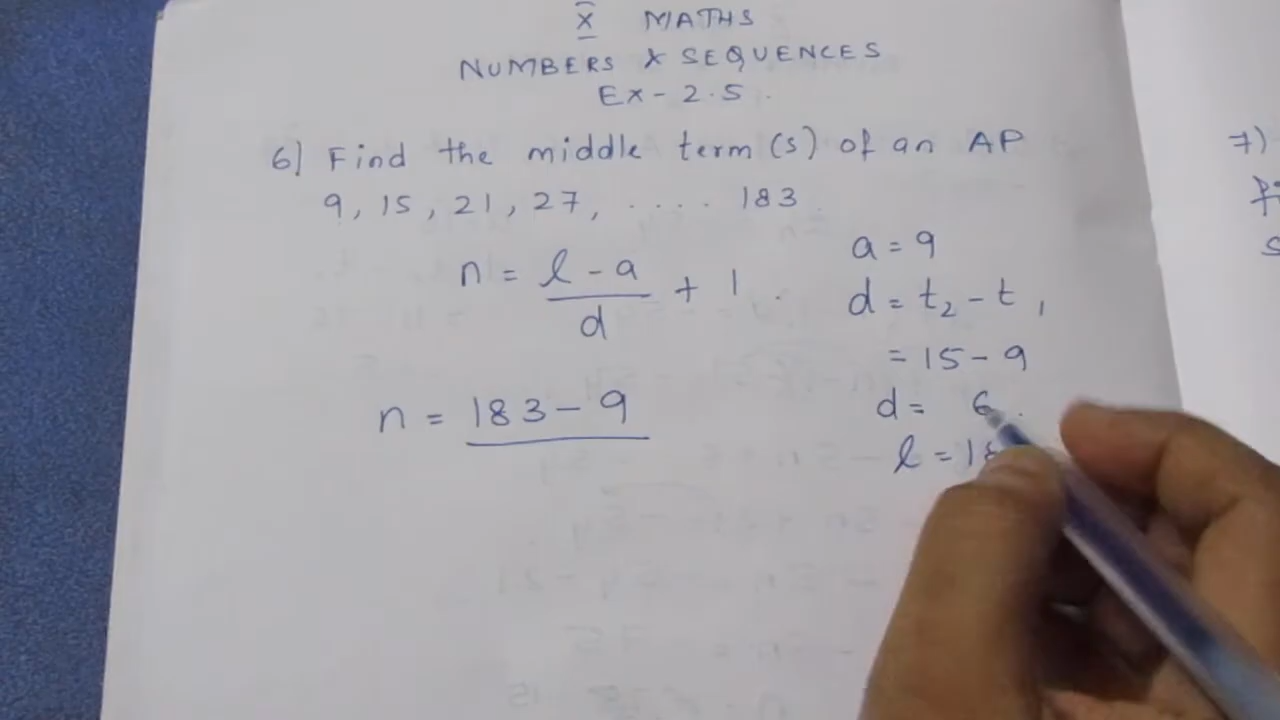 X MATHS
NUMBERS & SEQUENCES
Ex - 2.5.
6) Find the middle term(s) of an AP
9, 15, 21, 27, .... 183.
n = l - a / d + 1.
a = 9
d = t₂ - t₁
= 15 - 9
n = 183 - 9
d = 6.
l = 18
7)